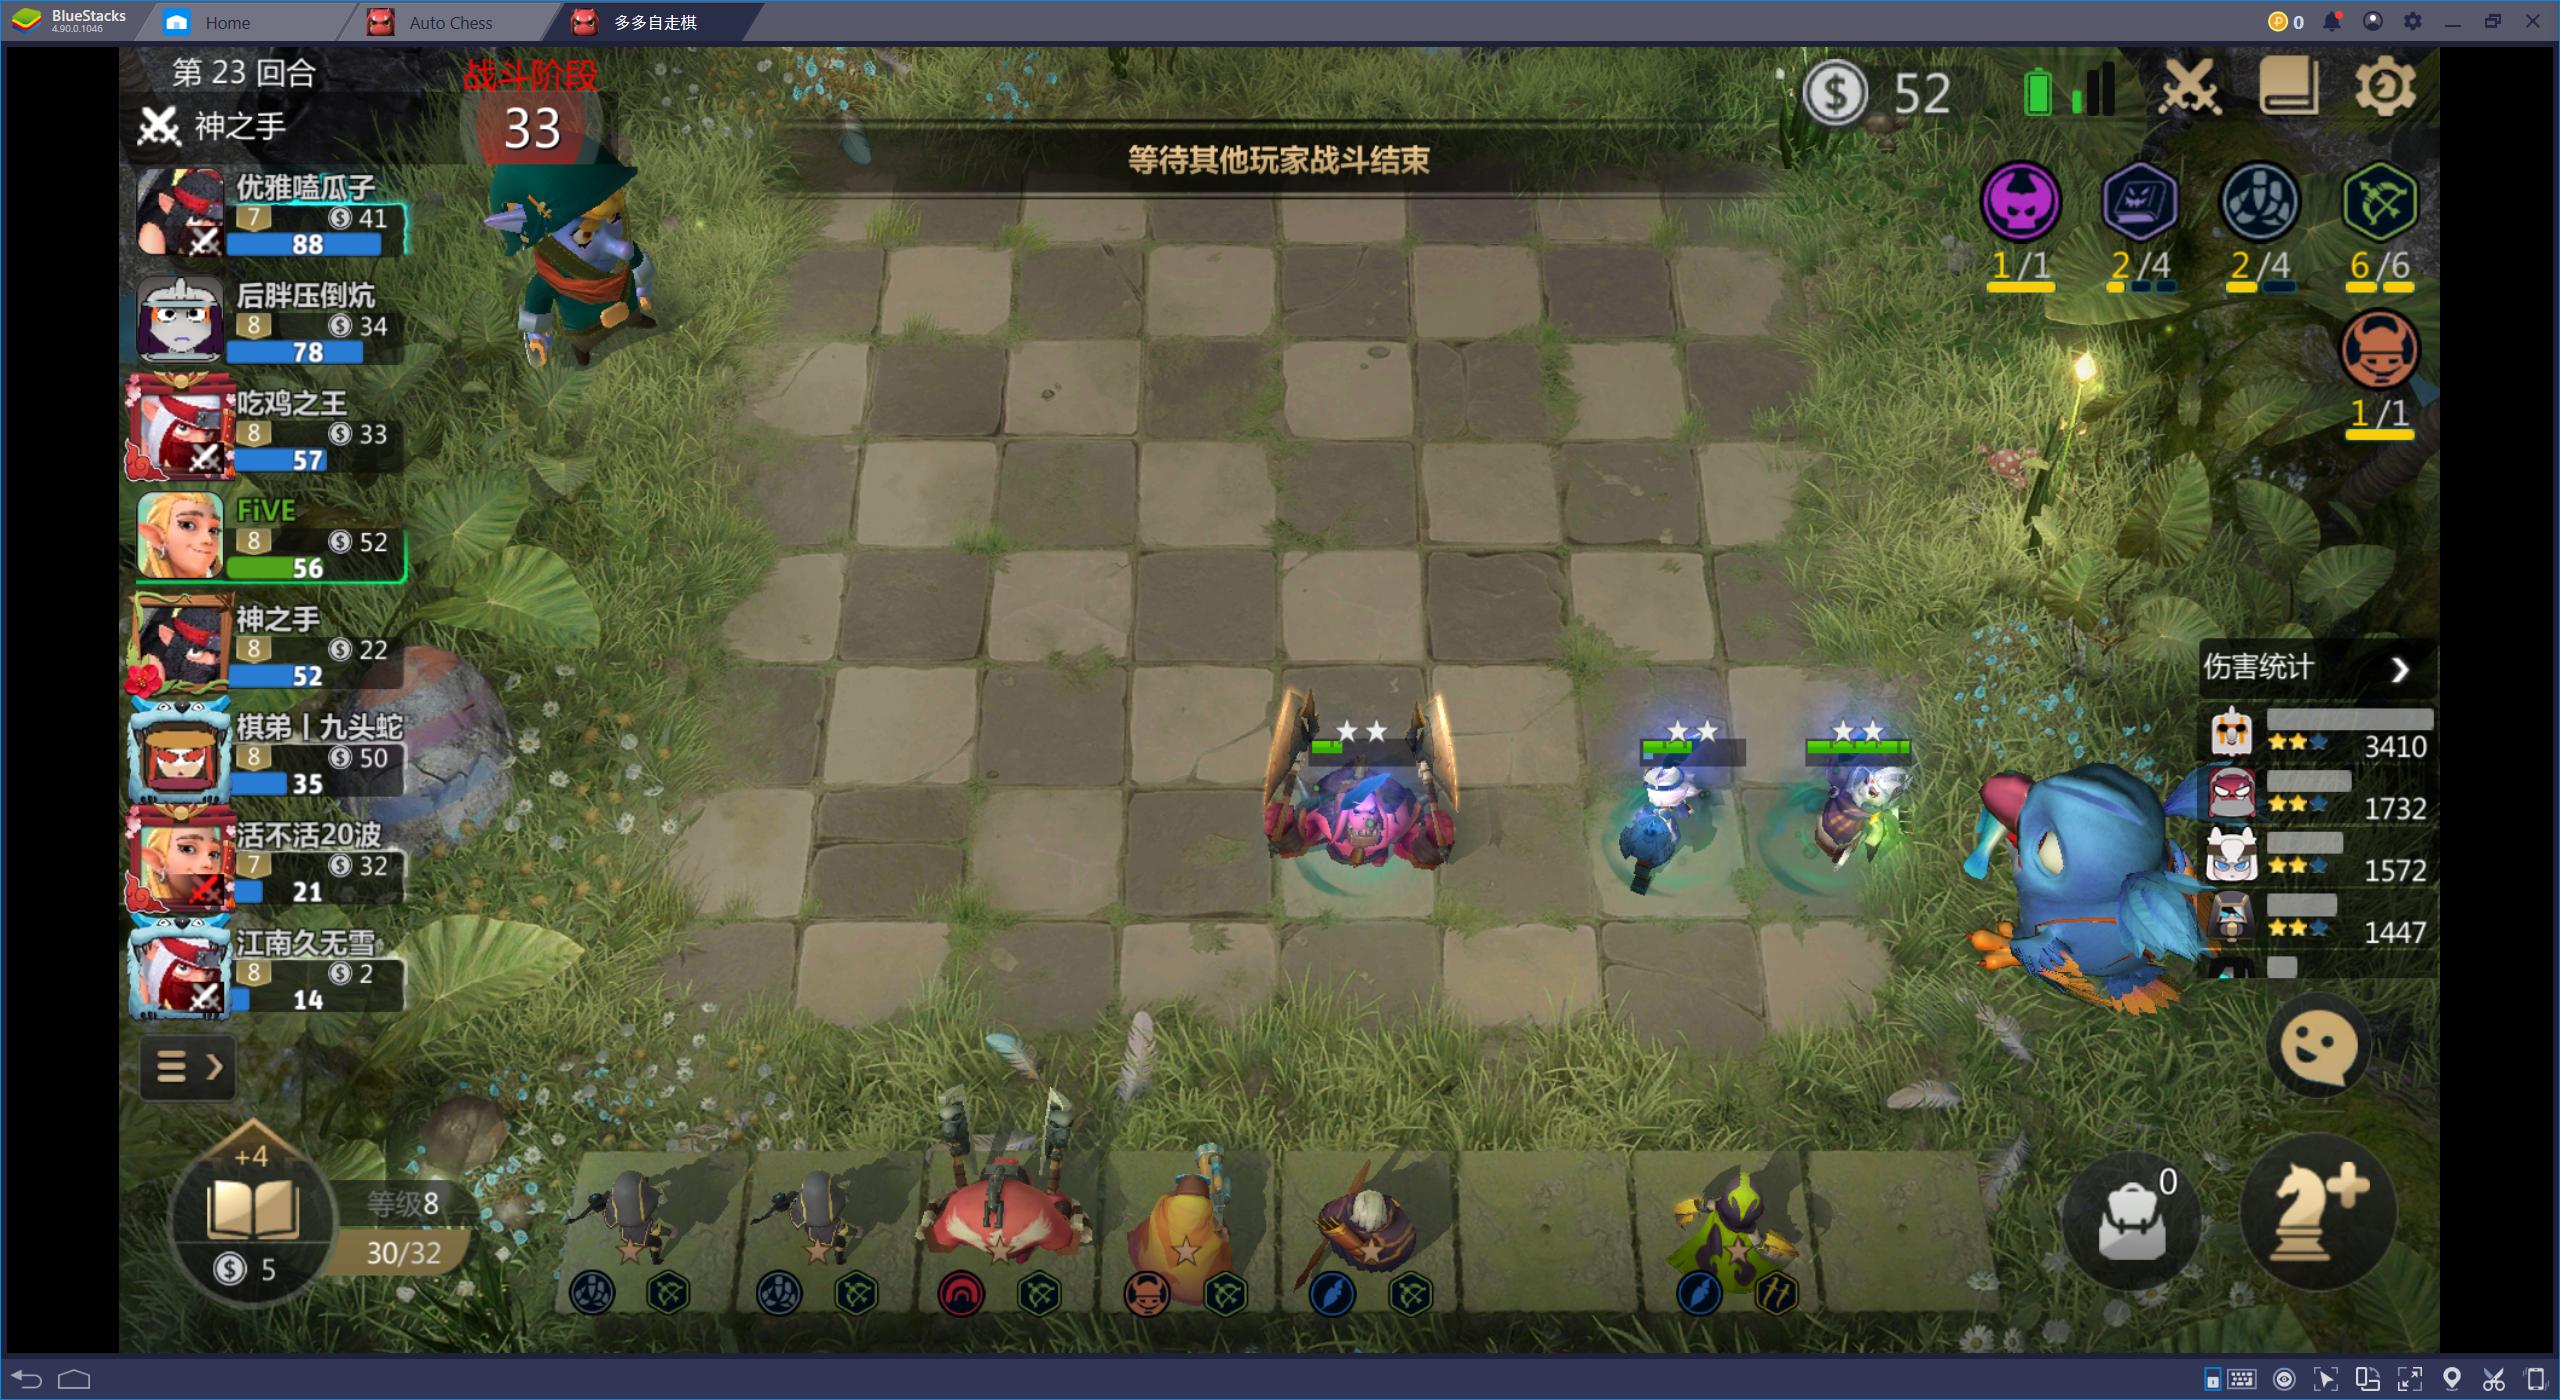 BlueStacks
4.90.0.1046
Home
Auto Chess
多多自走棋
0
第 23 回合
战斗阶段
神之手
33
52
等待其他玩家战斗结束
优雅嗑瓜子
7
41
88
后胖压倒炕
8
34
78
吃鸡之王
8
33
57
FiVE
8
52
56
神之手
8
22
52
棋弟丨九头蛇
8
50
35
活不活20波
7
32
21
江南久无雪
8
2
14
1/1
2/4
2/4
6/6
1/1
伤害统计
3410
1732
1572
1447
+4
等级8
30/32
5
0